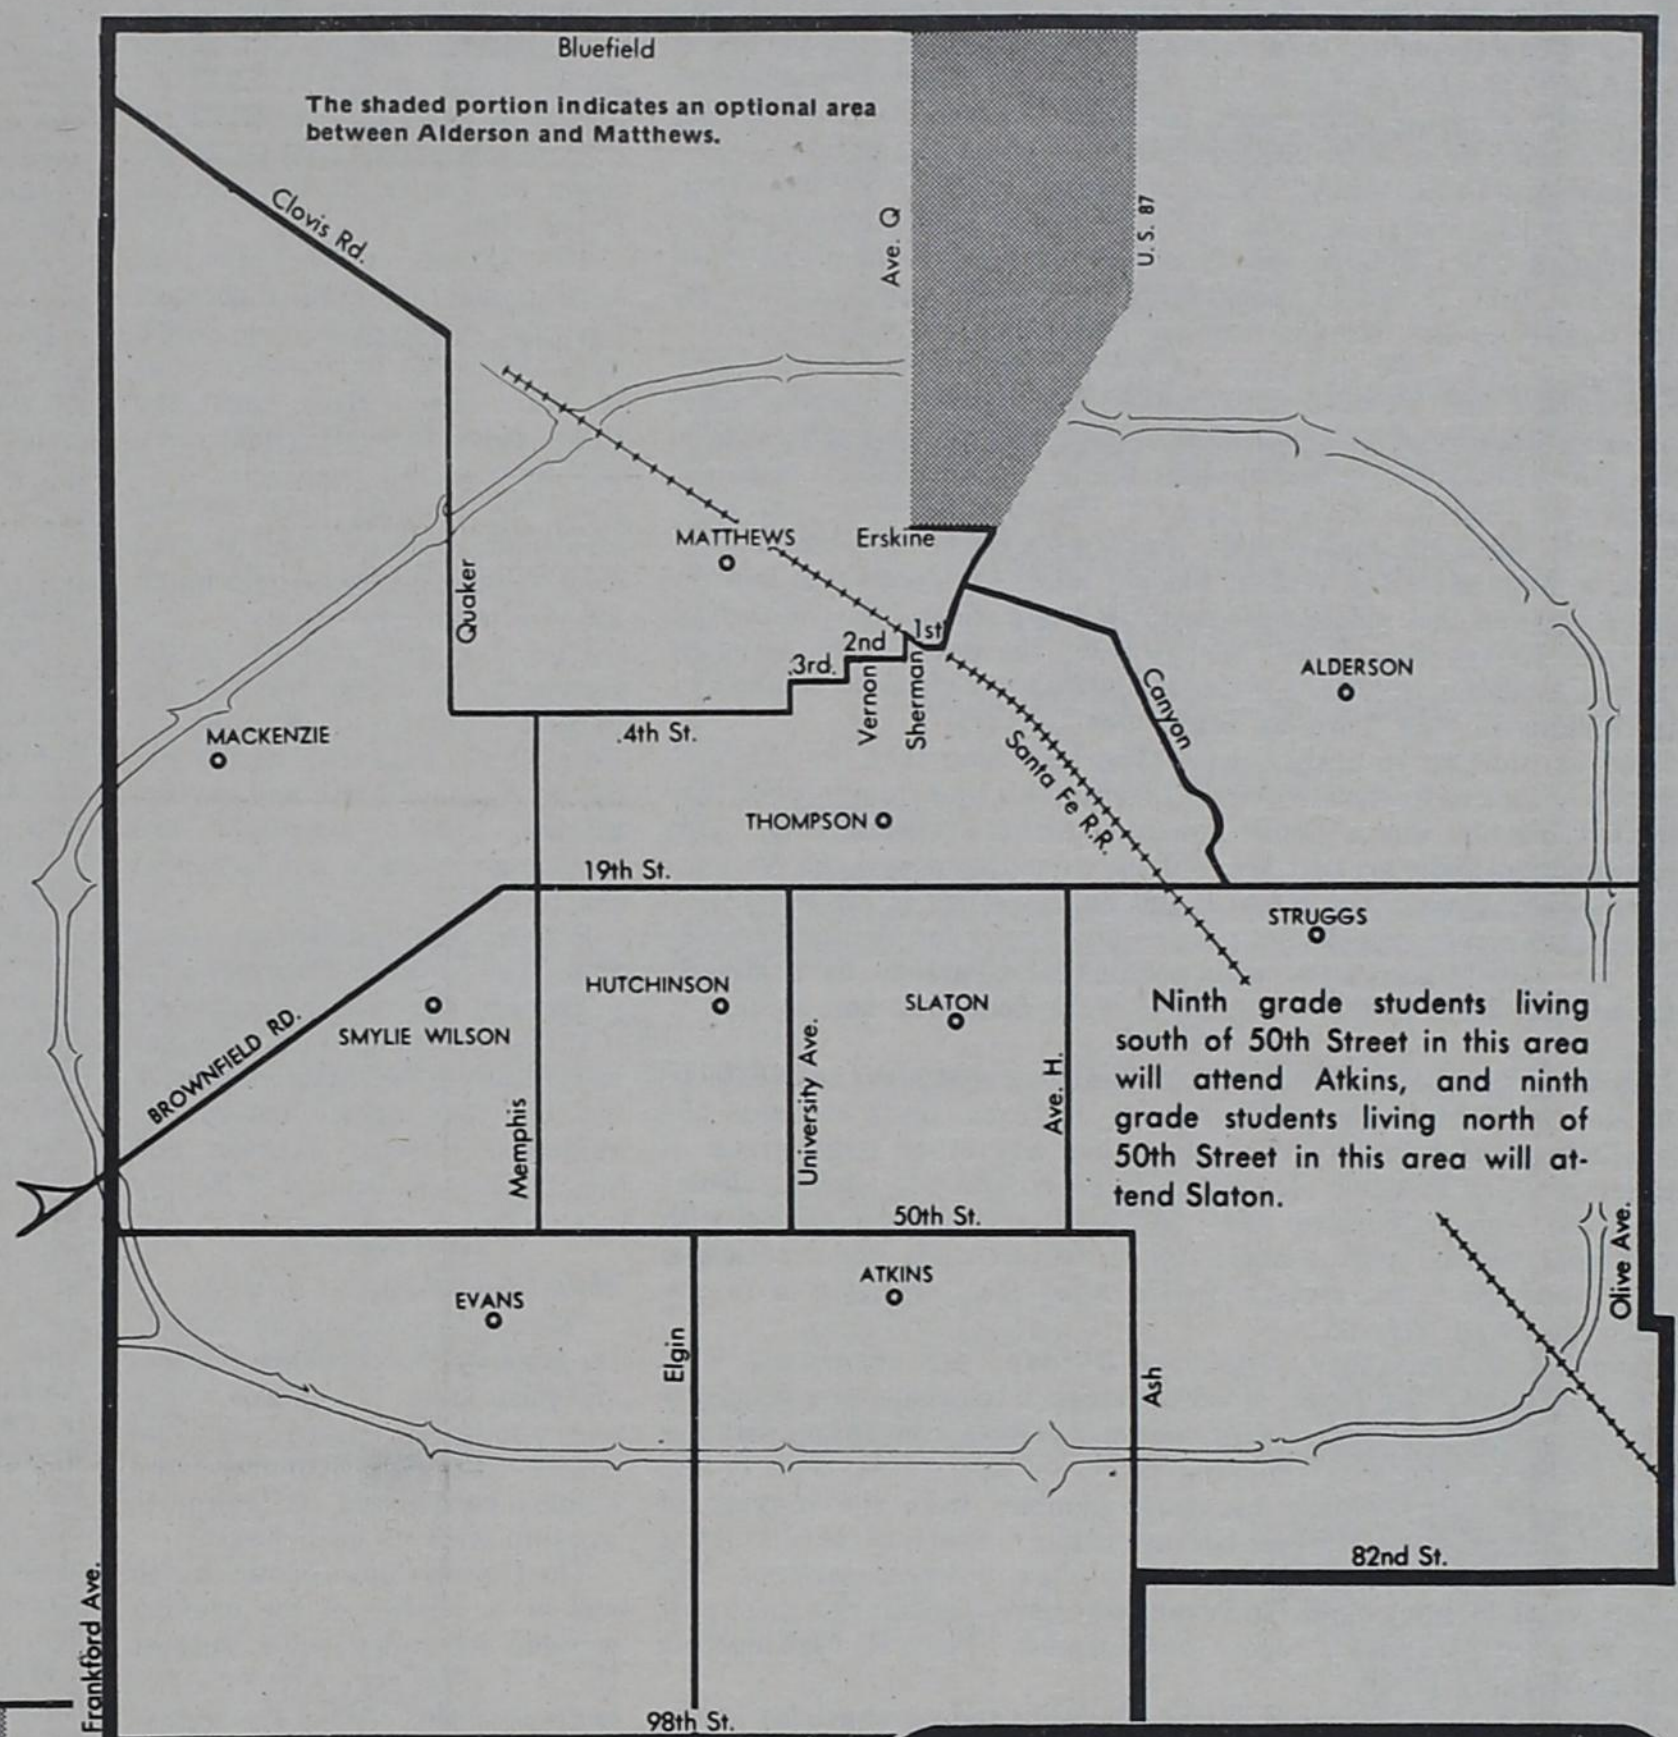 Bluefield
The shaded portion indicates an optional area
between Alderson and Matthews.
Clovis Rd.
Ave. Q
U. S. 87
MATTHEWS
Erskine
Quaker
1st
2nd
3rd.
Vernon
Sherman
Canyon
ALDERSON
MACKENZIE
.4th St.
Santa Fe R.R.
THOMPSON
19th St.
STRUGGS
HUTCHINSON
SLATON
SMYLIE WILSON
BROWNFIELD RD.
Memphis
University Ave.
Ave. H.
Ninth grade students living
south of 50th Street in this area
will attend Atkins, and ninth
grade students living north of
50th Street in this area will at-
tend Slaton.
50th St.
Olive Ave.
EVANS
ATKINS
Elgin
Ash
82nd St.
Frankford Ave.
98th St.